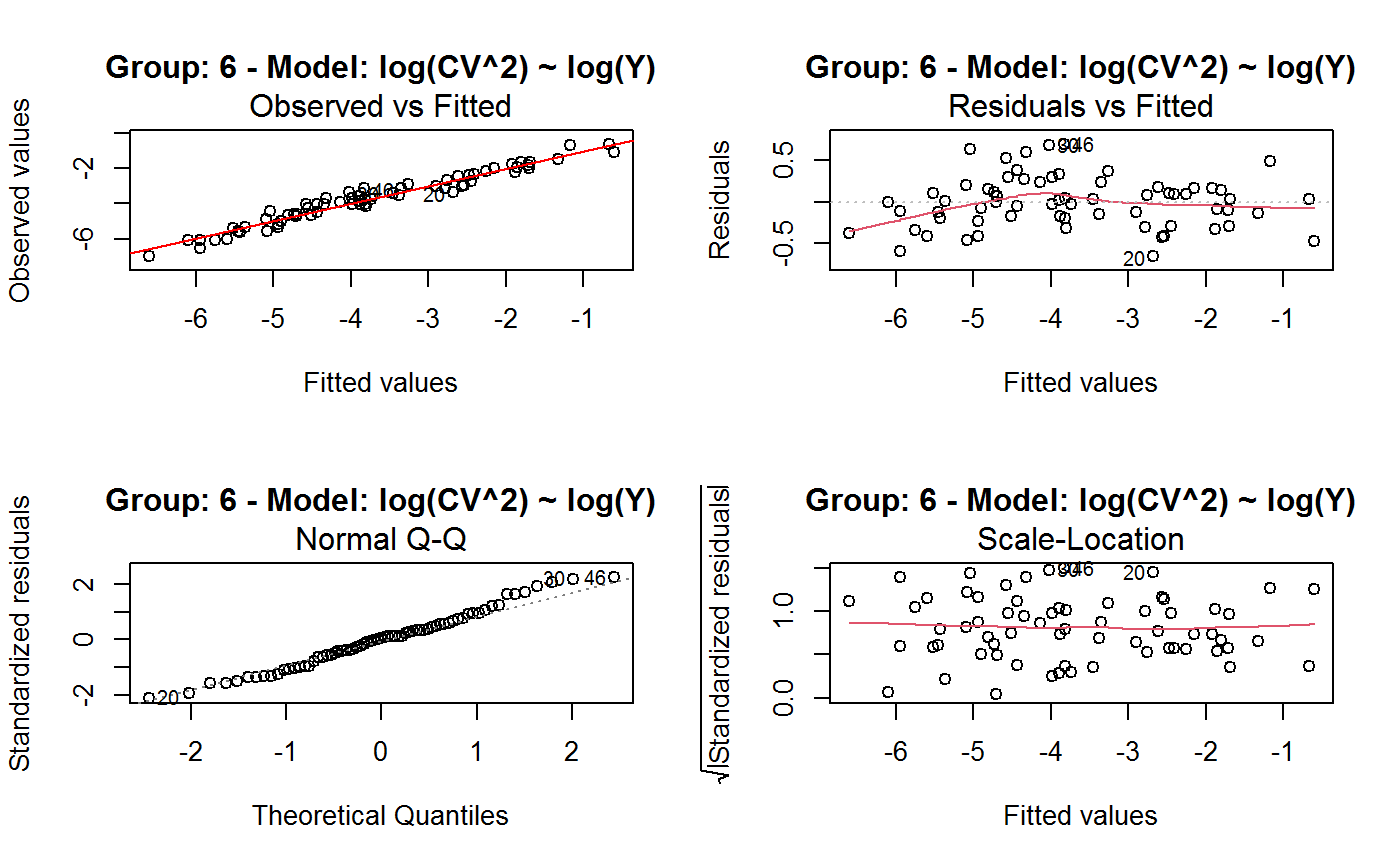 Group: 6 - Model: log(CV^2) ~ log(Y)
Observed vs Fitted
Observed values
-2
-6
20
-6 -5 -4 -3 -2 -1
Fitted values
Group: 6 - Model: log(CV^2) ~ log(Y)
Residuals vs Fitted
Residuals
0.5
-0.5
20
-6 -5 -4 -3 -2 -1
Fitted values
Group: 6 - Model: log(CV^2) ~ log(Y)
Normal Q-Q
Standardized residuals
2
0
-2
30 46
20
-2 -1 0 1 2
Theoretical Quantiles
Group: 6 - Model: log(CV^2) ~ log(Y)
Scale-Location
√|Standardized residuals|
1.0
0.0
20
-6 -5 -4 -3 -2 -1
Fitted values